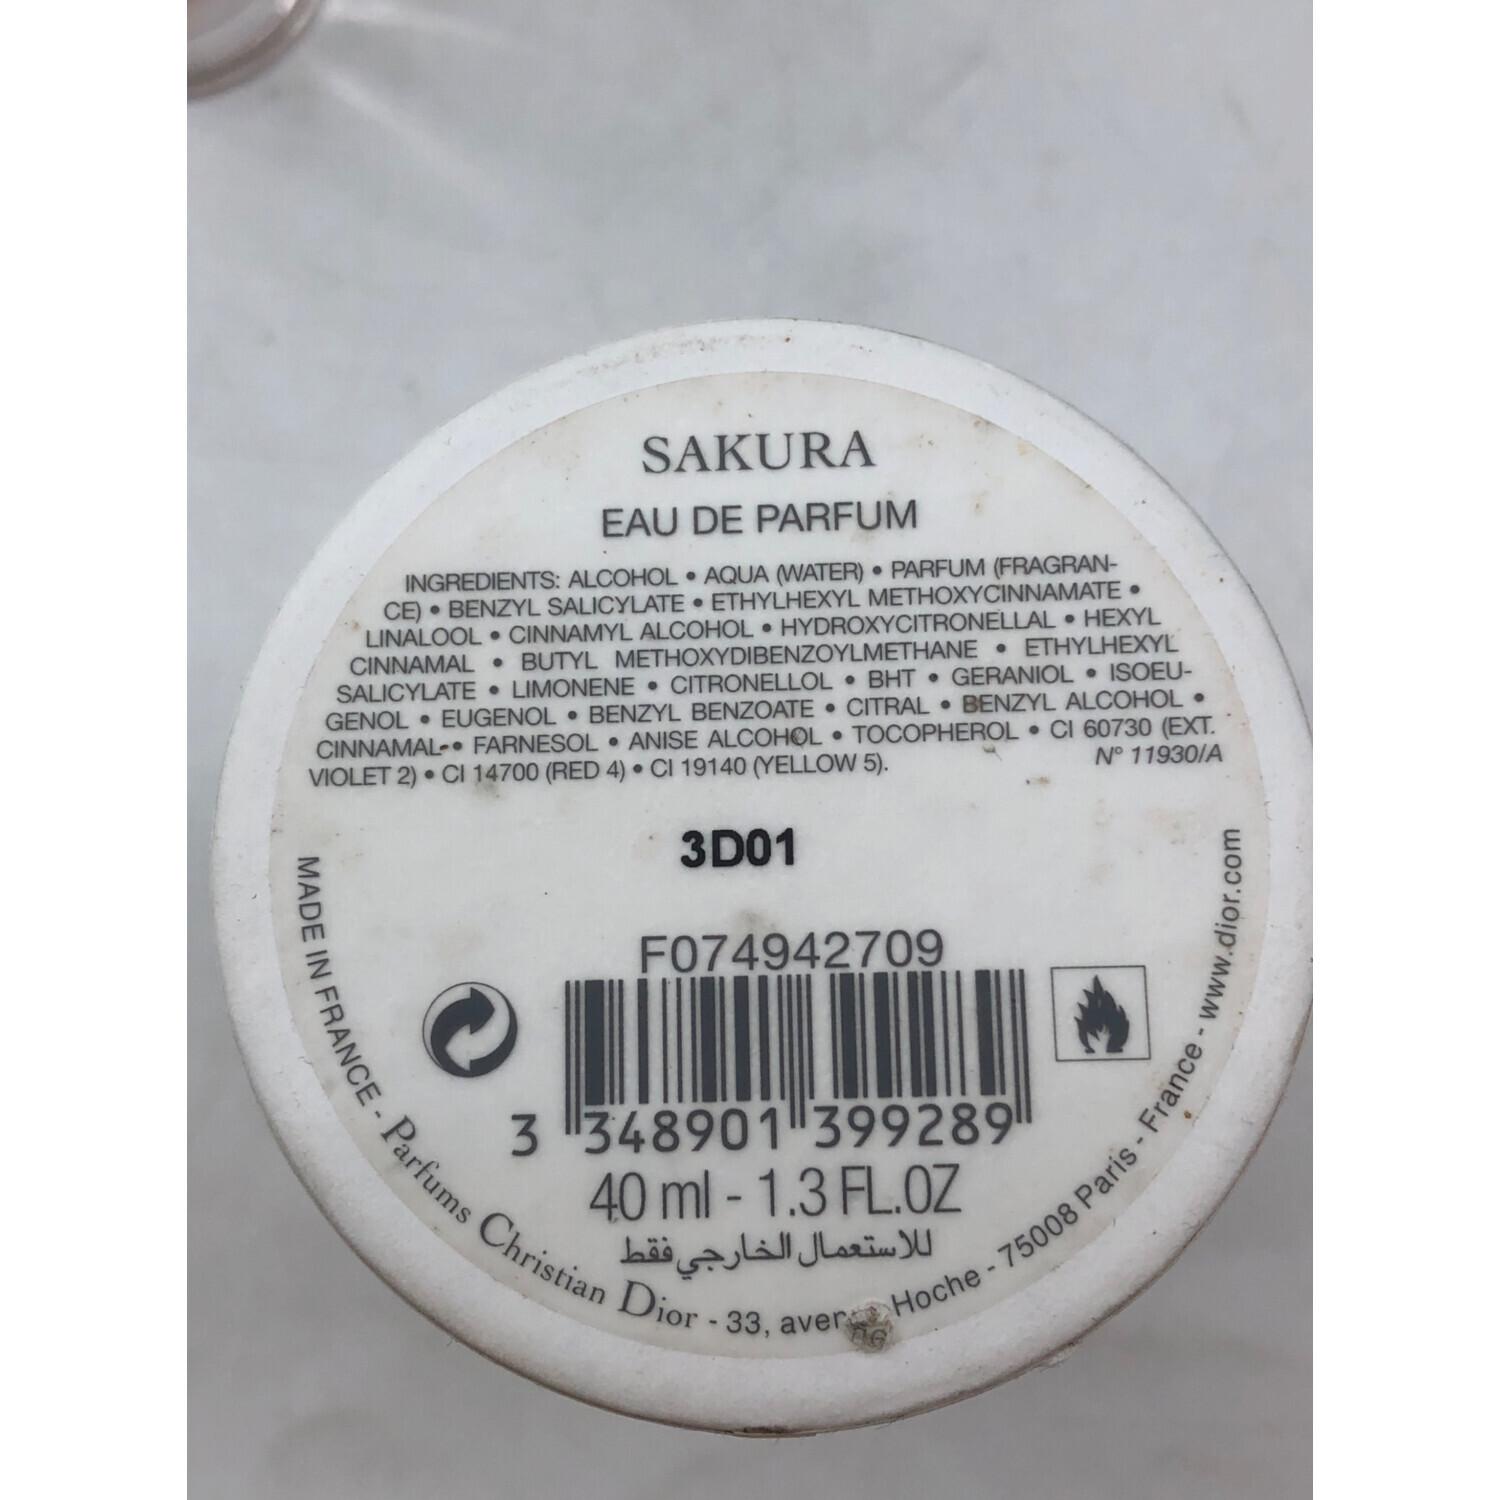 SAKURA
EAU DE PARFUM
INGREDIENTS: ALCOHOL • AQUA (WATER) • PARFUM (FRAGRAN-
CE) • BENZYL SALICYLATE • ETHYLHEXYL METHOXYCINNAMATE •
LINALOOL • CINNAMYL ALCOHOL • HYDROXYCITRONELLAL • HEXYL
CINNAMAL • BUTYL METHOXYDIBENZOYLMETHANE • ETHYLHEXYL
SALICYLATE • LIMONENE • CITRONELLOL • BHT • GERANIOL • ISOEU-
GENOL • EUGENOL • BENZYL BENZOATE • CITRAL • BENZYL ALCOHOL •
CINNAMAL • FARNESOL • ANISE ALCOHOL • TOCOPHEROL • CI 60730 (EXT.
VIOLET 2) • CI 14700 (RED 4) • CI 19140 (YELLOW 5). N° 11930/A
3D01
F074942709
3 348901 399289
40 ml - 1.3 FL.OZ
للاستعمال الخارجي فقط
MADE IN FRANCE - Parfums Christian Dior - 33, Hoche - 75008 Paris - France - www.dior.com